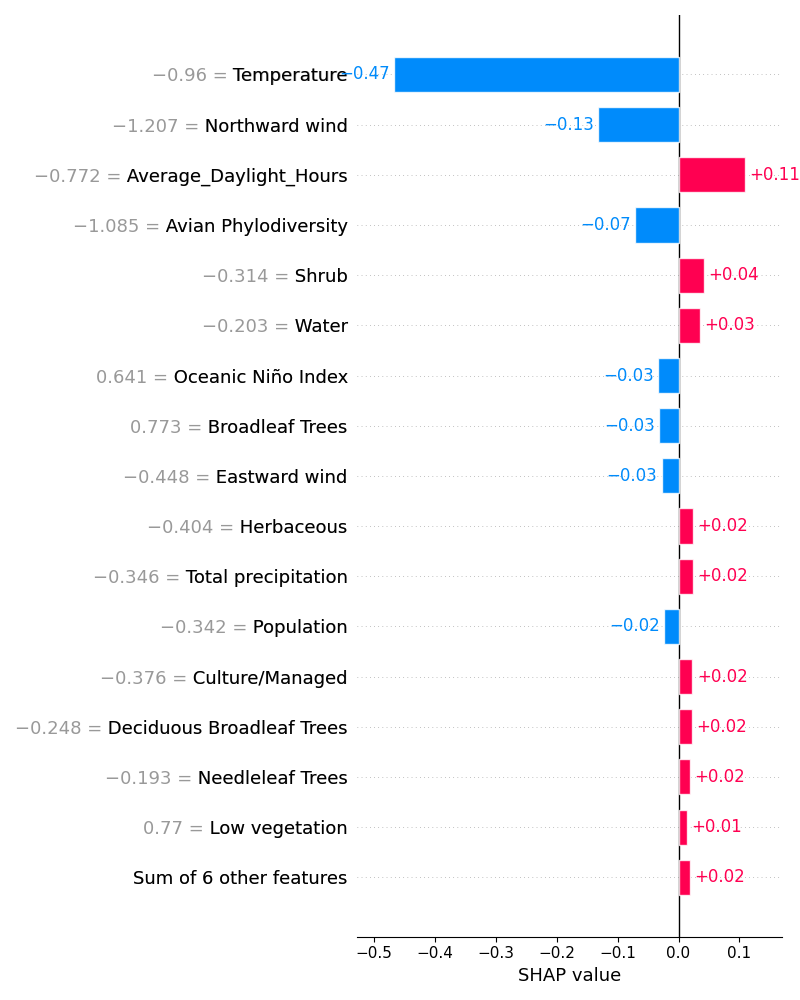 −0.96 = Temperature −0.47
−1.207 = Northward wind −0.13
−0.772 = Average_Daylight_Hours +0.11
−1.085 = Avian Phylodiversity −0.07
−0.314 = Shrub +0.04
−0.203 = Water +0.03
0.641 = Oceanic Niño Index −0.03
0.773 = Broadleaf Trees −0.03
−0.448 = Eastward wind −0.03
−0.404 = Herbaceous +0.02
−0.346 = Total precipitation +0.02
−0.342 = Population −0.02
−0.376 = Culture/Managed +0.02
−0.248 = Deciduous Broadleaf Trees +0.02
−0.193 = Needleleaf Trees +0.02
0.77 = Low vegetation +0.01
Sum of 6 other features +0.02
−0.5 −0.4 −0.3 −0.2 −0.1 0.0 0.1
SHAP value